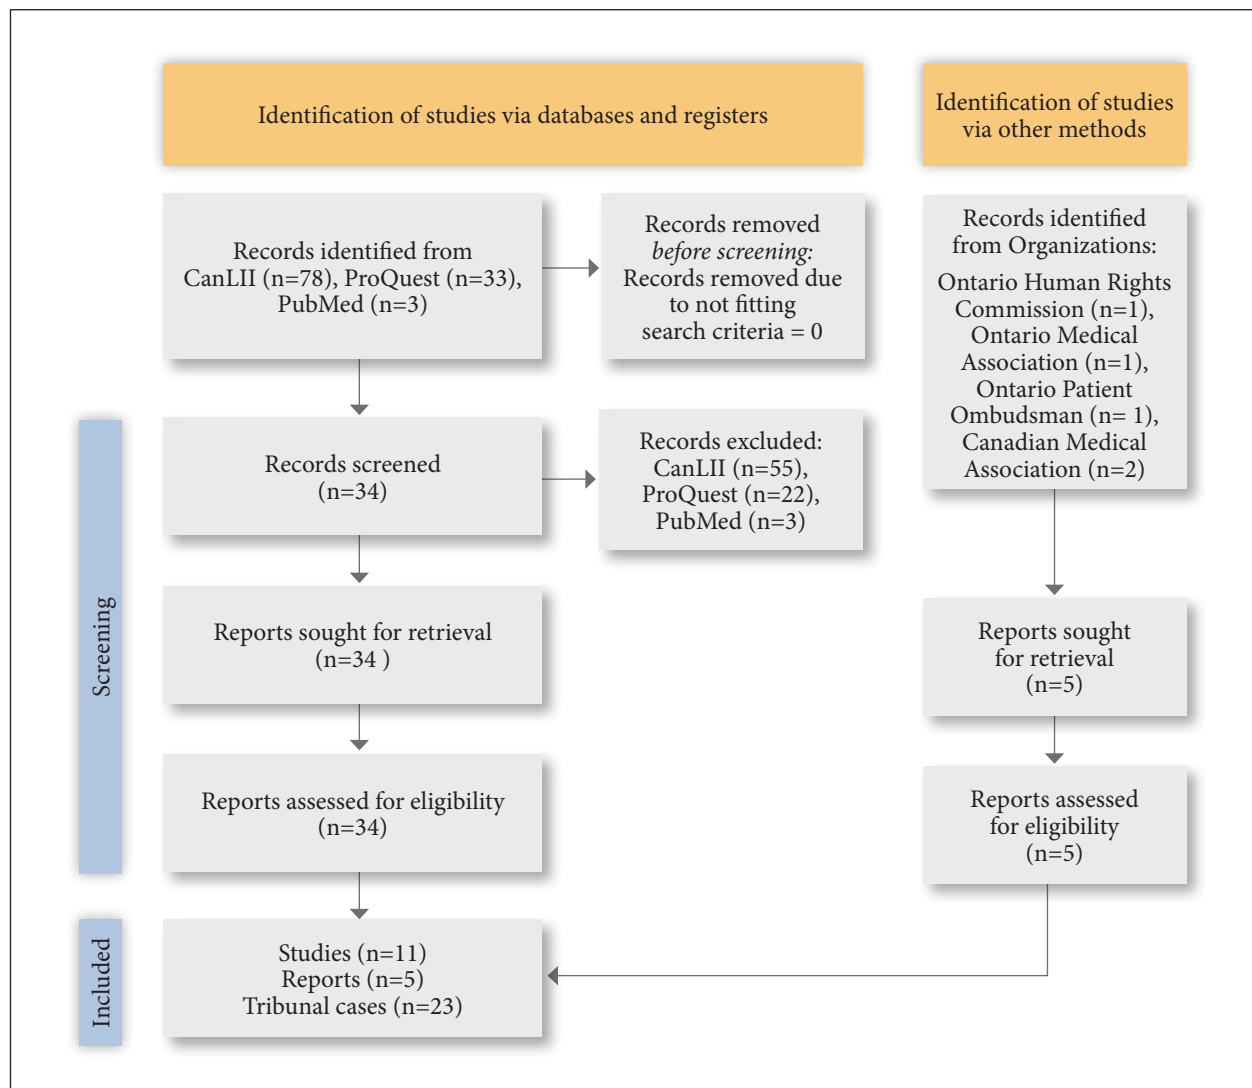 Identification of studies via databases and registers
Identification of studies
via other methods
Records identified from
CanLII (n=78), ProQuest (n=33),
PubMed (n=3)
Records removed
before screening:
Records removed due
to not fitting
search criteria = 0
Records identified
from Organizations:
Ontario Human Rights
Commission (n=1),
Ontario Medical
Association (n=1),
Ontario Patient
Ombudsman (n= 1),
Canadian Medical
Association (n=2)
Screening
Records screened
(n=34)
Records excluded:
CanLII (n=55),
ProQuest (n=22),
PubMed (n=3)
Reports sought for retrieval
(n=34 )
Reports sought
for retrieval
(n=5)
Reports assessed for eligibility
(n=34)
Reports assessed
for eligibility
(n=5)
Included
Studies (n=11)
Reports (n=5)
Tribunal cases (n=23)